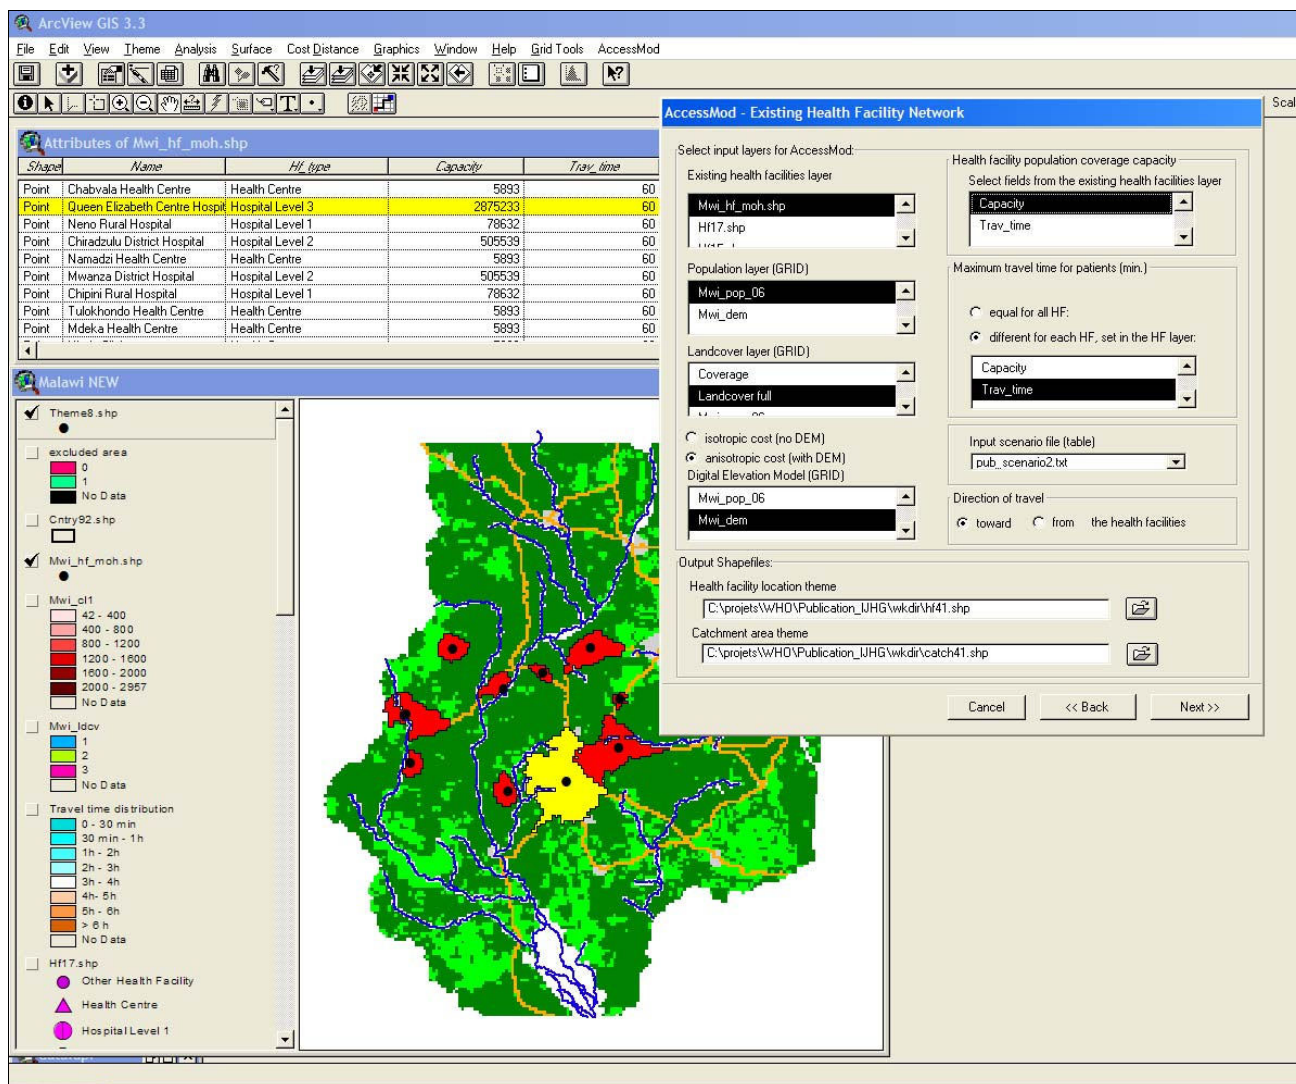 ArcView GIS 3.3
File Edit View Theme Analysis Surface Cost Distance Graphics Window Help Grid Tools AccessMod
Scal
Attributes of Mwi_hf_moh.shp
Shape Name Hf_type Capacity Trav_time
Point Chabvala Health Centre Health Centre 5893 60
Point Queen Elizabeth Centre Hospit Hospital Level 3 2875233 60
Point Neno Rural Hospital Hospital Level 1 78632 60
Point Chiradzulu District Hospital Hospital Level 2 505539 60
Point Namadzi Health Centre Health Centre 5893 60
Point Mwanza District Hospital Hospital Level 2 505539 60
Point Chipini Rural Hospital Hospital Level 1 78632 60
Point Tulokhondo Health Centre Health Centre 5893 60
Point Mdeka Health Centre Health Centre 5893 60
Malawi NEW
Theme8.shp
excluded area
0
1
No Data
Cntry92.shp
Mwi_hf_moh.shp
Mwi_cl1
42 - 400
400 - 800
800 - 1200
1200 - 1600
1600 - 2000
2000 - 2957
No Data
Mwi_ldcv
1
2
3
No Data
Travel time distribution
0 - 30 min
30 min - 1h
1h - 2h
2h - 3h
3h - 4h
4h- 5h
5h - 6h
> 6 h
No Data
Hf17.shp
Other Health Facility
Health Centre
Hospital Level 1
AccessMod - Existing Health Facility Network
Select input layers for AccessMod:
Existing health facilities layer
Mwi_hf_moh.shp
Hf17.shp
Population layer (GRID)
Mwi_pop_06
Mwi_dem
Landcover layer (GRID)
Coverage
Landcover full
isotropic cost (no DEM)
anisotropic cost (with DEM)
Digital Elevation Model (GRID)
Mwi_pop_06
Mwi_dem
Health facility population coverage capacity
Select fields from the existing health facilities layer
Capacity
Trav_time
Maximum travel time for patients (min.)
equal for all HF:
different for each HF, set in the HF layer:
Capacity
Trav_time
Input scenario file (table)
pub_scenario2.txt
Direction of travel
toward from the health facilities
Output Shapefiles:
Health facility location theme
C:\projets\WHO\Publication_IJHG\wkdir\hf41.shp
Catchment area theme
C:\projets\WHO\Publication_IJHG\wkdir\catch41.shp
Cancel << Back Next >>